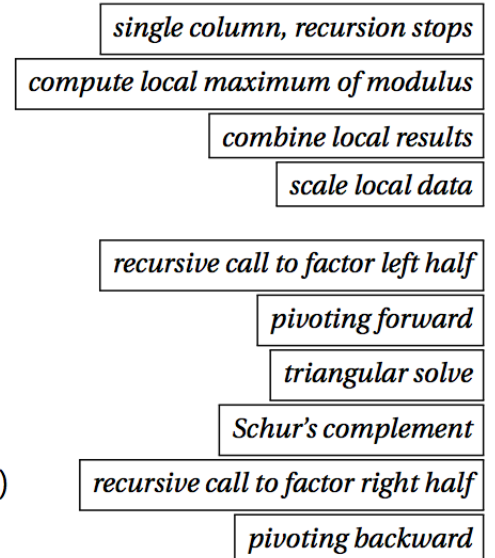 single column, recursion stops
compute local maximum of modulus
combine local results
scale local data
recursive call to factor left half
pivoting forward
triangular solve
Schur's complement
) recursive call to factor right half
pivoting backward